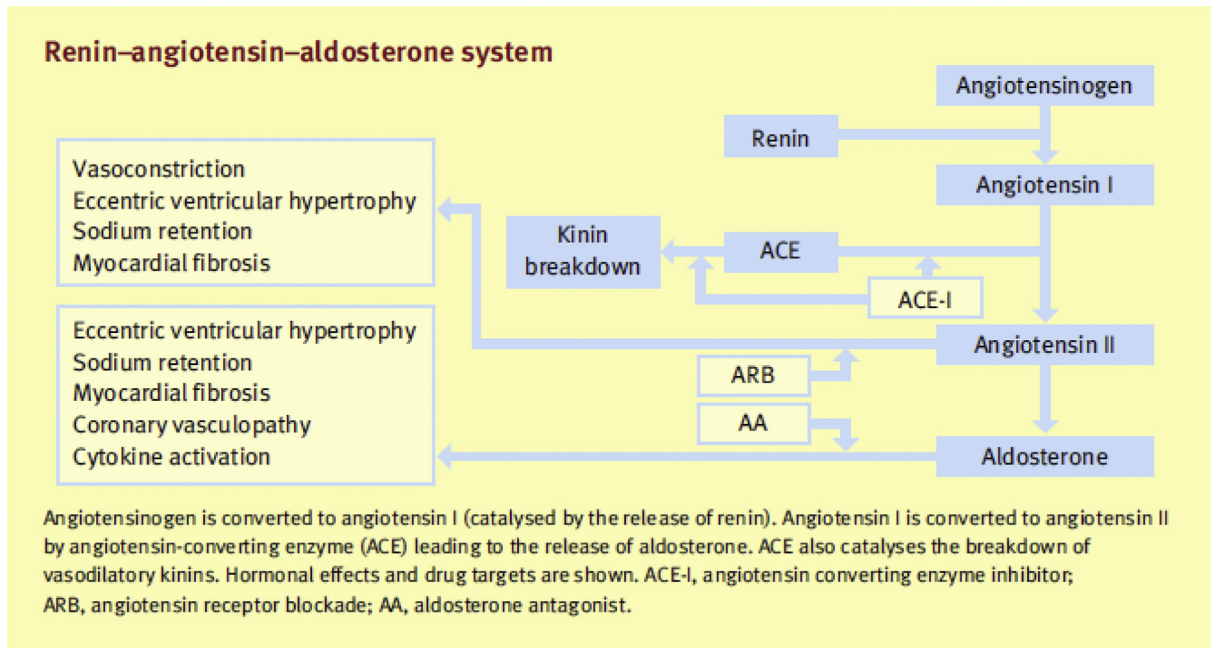 Renin–angiotensin–aldosterone system
Angiotensinogen
Renin
Angiotensin I
Vasoconstriction
Eccentric ventricular hypertrophy
Sodium retention
Myocardial fibrosis
Kinin
breakdown
ACE
ACE-I
Angiotensin II
Eccentric ventricular hypertrophy
Sodium retention
Myocardial fibrosis
Coronary vasculopathy
Cytokine activation
ARB
AA
Aldosterone
Angiotensinogen is converted to angiotensin I (catalysed by the release of renin). Angiotensin I is converted to angiotensin II
by angiotensin-converting enzyme (ACE) leading to the release of aldosterone. ACE also catalyses the breakdown of
vasodilatory kinins. Hormonal effects and drug targets are shown. ACE-I, angiotensin converting enzyme inhibitor;
ARB, angiotensin receptor blockade; AA, aldosterone antagonist.